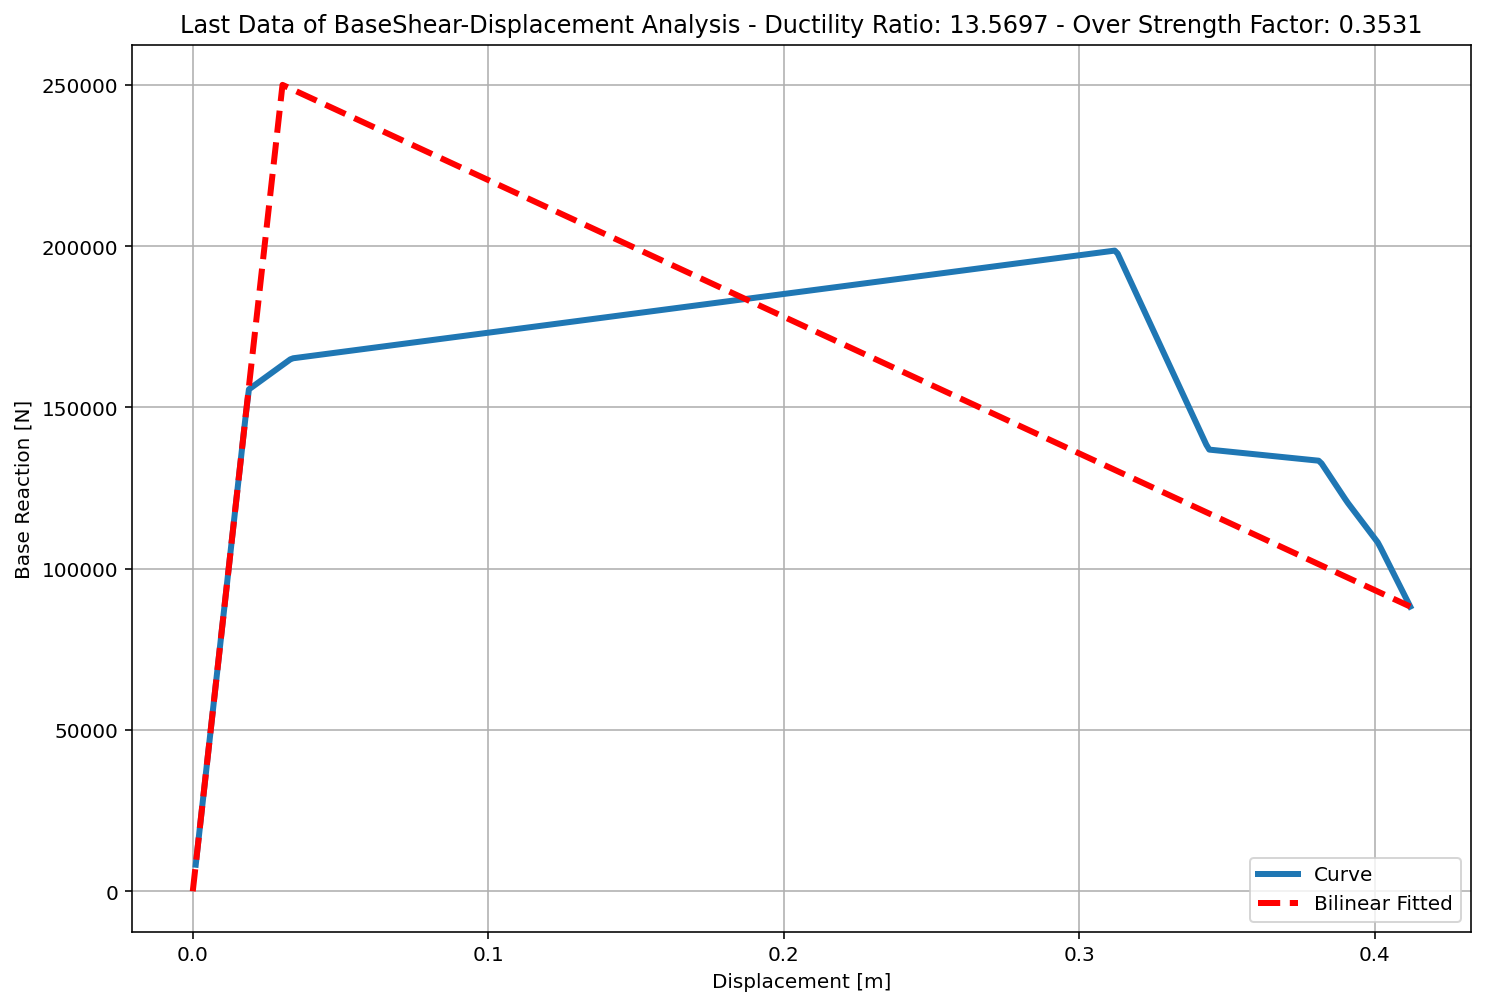 Last Data of BaseShear-Displacement Analysis - Ductility Ratio: 13.5697 - Over Strength Factor: 0.3531
250000
200000
150000
100000
50000
0
Base Reaction [N]
0.0 0.1 0.2 0.3 0.4
Displacement [m]
Curve
Bilinear Fitted